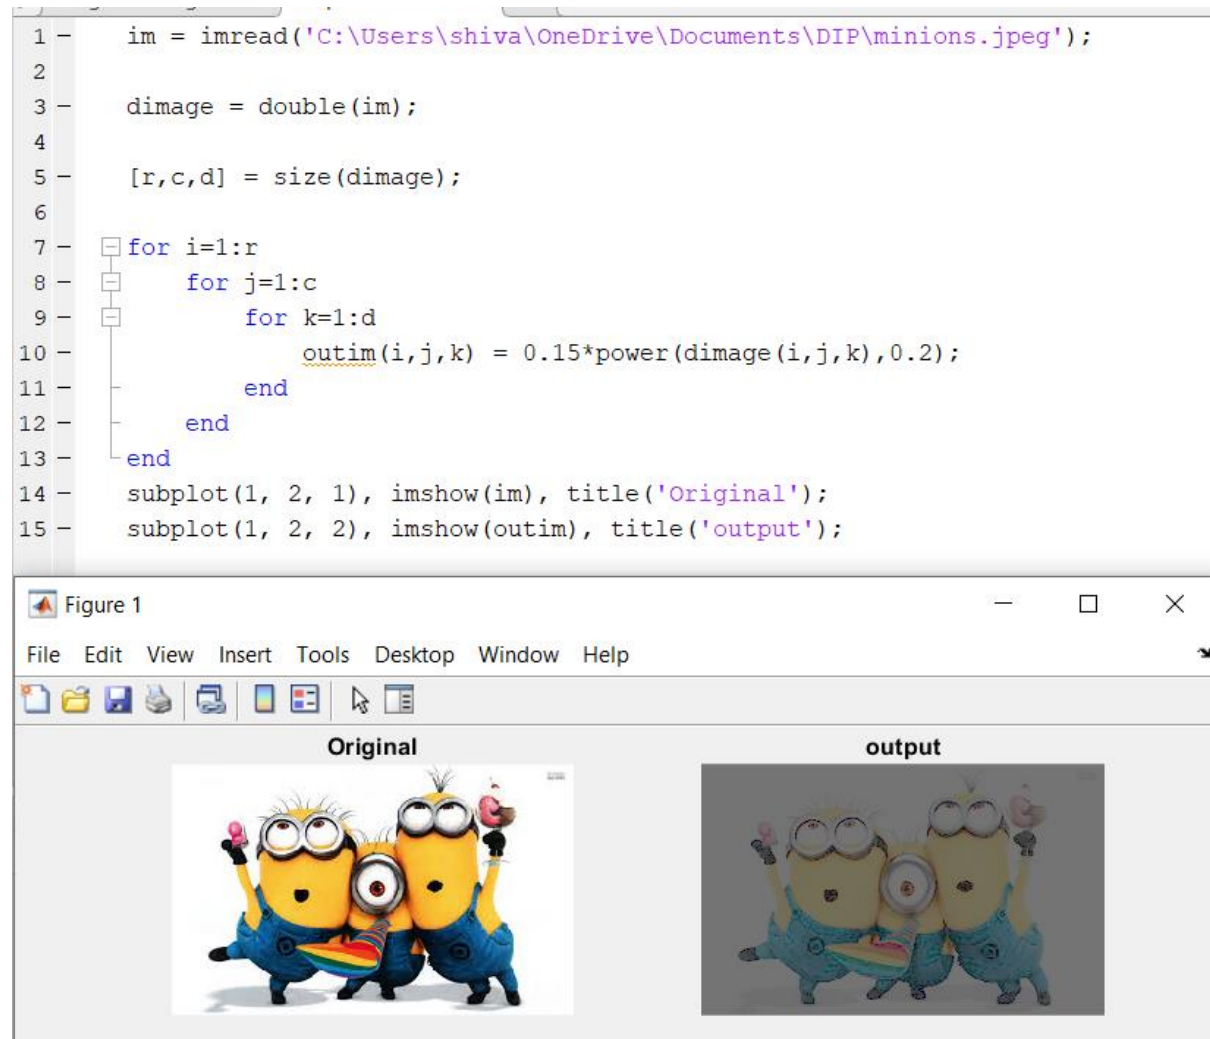 1 im = imread('C:\Users\shiva\OneDrive\Documents\DIP\minions.jpeg');
2
3 dimage = double(im);
4
5 [r,c,d] = size(dimage);
6
7 for i=1:r
8 for j=1:c
9 for k=1:d
10 outim(i,j,k) = 0.15*power(dimage(i,j,k),0.2);
11 end
12 end
13 end
14 subplot(1, 2, 1), imshow(im), title('Original');
15 subplot(1, 2, 2), imshow(outim), title('output');
Figure 1
File Edit View Insert Tools Desktop Window Help
Original output